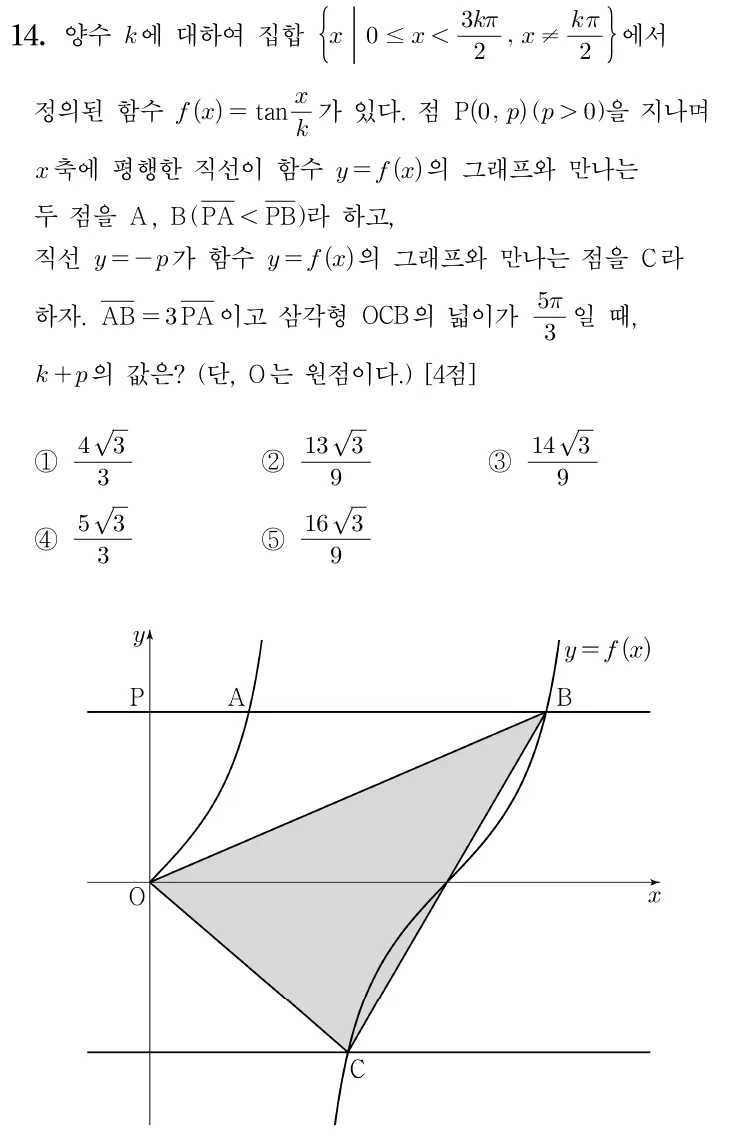 14. 양수 k에 대하여 집합 {x | 0 ≤ x < 3kπ/2, x ≠ kπ/2}에서
정의된 함수 f(x) = tan x/k 가 있다. 점 P(0, p)(p > 0)을 지나며
x축에 평행한 직선이 함수 y = f(x)의 그래프와 만나는
두 점을 A, B(P̅A̅ < P̅B̅)라 하고,
직선 y = −p가 함수 y = f(x)의 그래프와 만나는 점을 C라
하자. A̅B̅ = 3P̅A̅이고 삼각형 OCB의 넓이가 5π/3 일 때,
k + p의 값은? (단, O는 원점이다.) [4점]
① 4√3/3 ② 13√3/9 ③ 14√3/9
④ 5√3/3 ⑤ 16√3/9
y
y = f(x)
P A B
O x
C